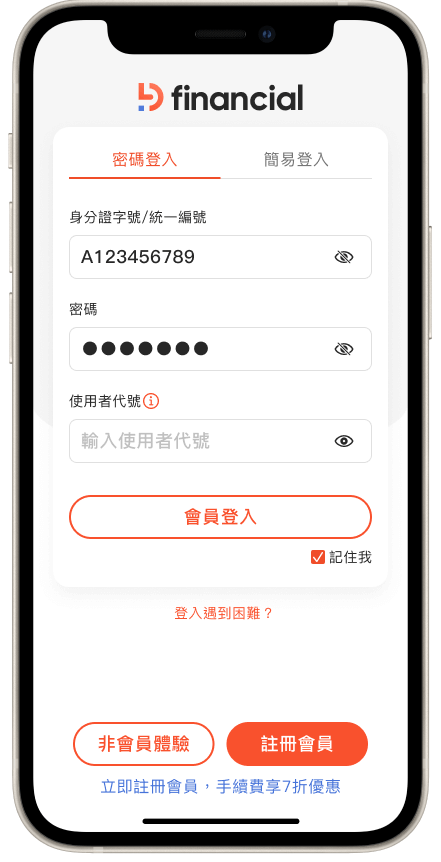 financial
密碼登入
簡易登入
身分證字號/統一編號
A123456789
密碼
使用者代號
輸入使用者代號
會員登入
記住我
登入遇到困難？
非會員體驗
註冊會員
立即註冊會員，手續費享7折優惠